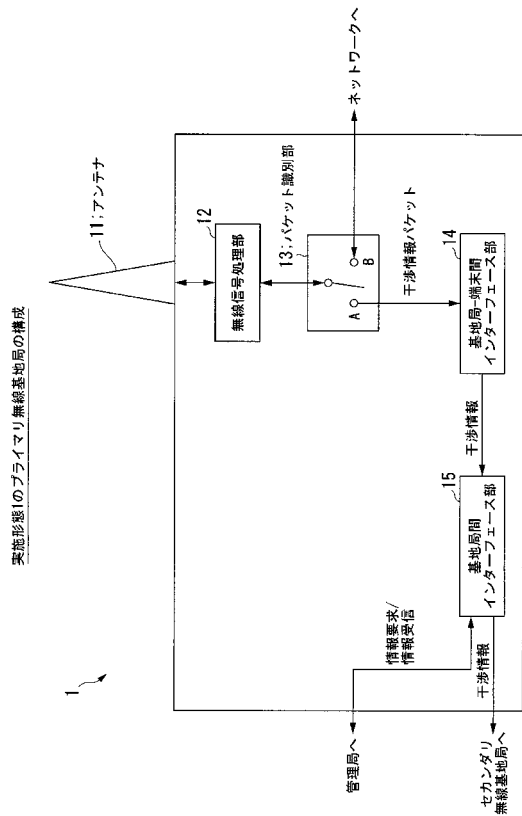 実施形態1のプライマリ無線基地局の構成
1
11;アンテナ
12
無線信号処理部
13;パケット識別部
A
B
ネットワークへ
干渉情報パケット
14
基地局-端末間
インターフェース部
干渉情報
15
基地局間
インターフェース部
情報要求/
情報受信
管理局へ
干渉情報
セカンダリ
無線基地局へ